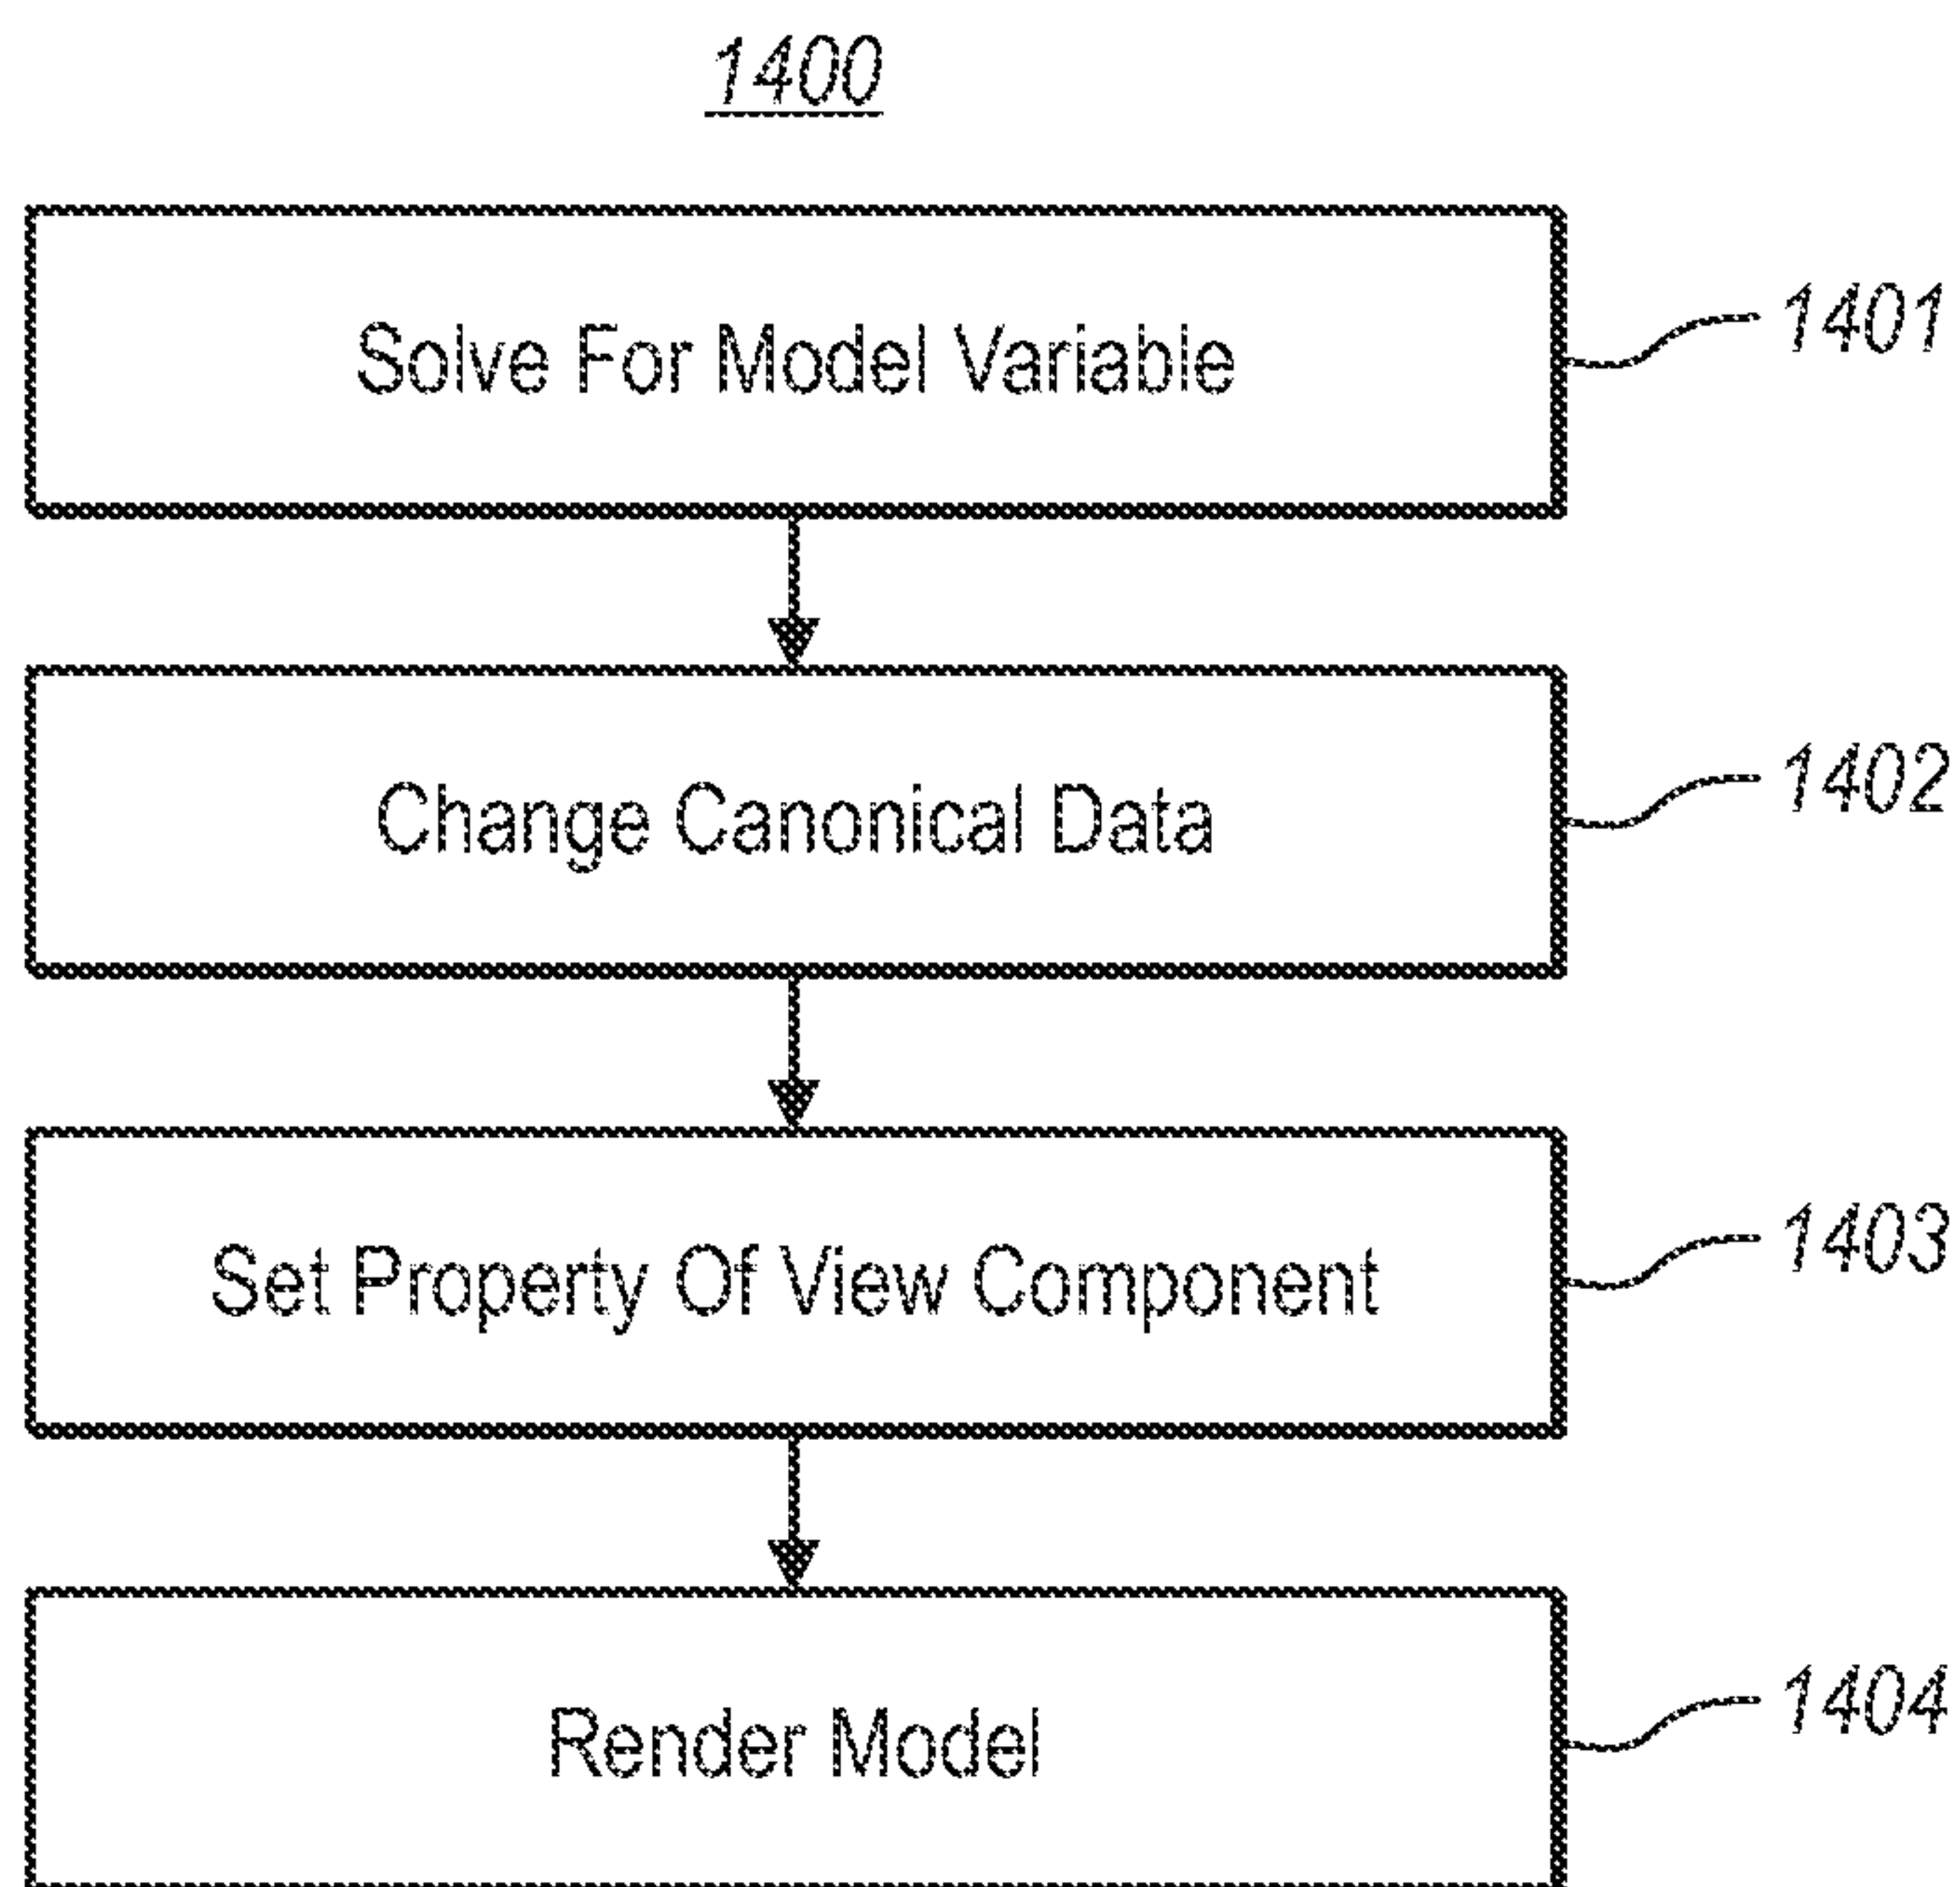 1400
Solve For Model Variable
1401
Change Canonical Data
1402
Set Property Of View Component
1403
Render Model
1404